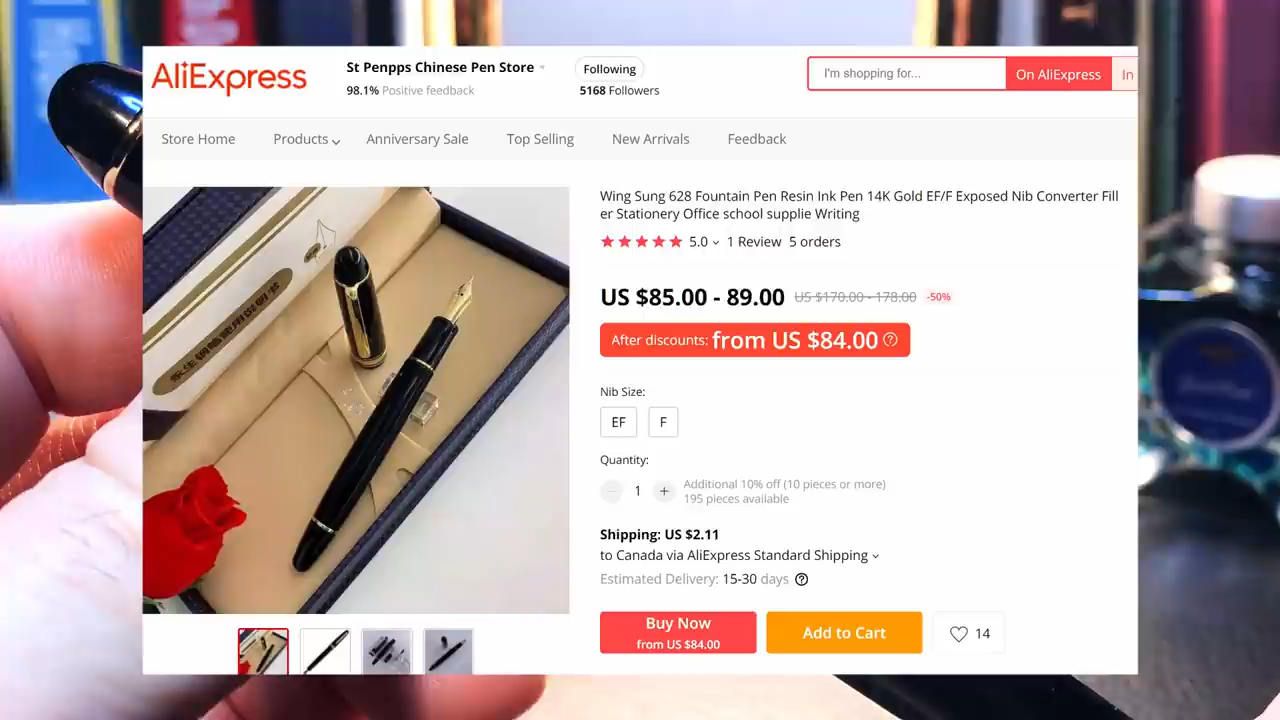 AliExpress
St Penpps Chinese Pen Store
98.1% Positive feedback
Following
5168 Followers
I'm shopping for...
On AliExpress
In
Store Home
Products
Anniversary Sale
Top Selling
New Arrivals
Feedback
Wing Sung 628 Fountain Pen Resin Ink Pen 14K Gold EF/F Exposed Nib Converter Fill
er Stationery Office school supplie Writing
5.0 1 Review 5 orders
US $85.00 - 89.00 US $170.00 - 178.00 -50%
After discounts: from US $84.00
Nib Size:
EF F
Quantity:
1
Additional 10% off (10 pieces or more)
195 pieces available
Shipping: US $2.11
to Canada via AliExpress Standard Shipping
Estimated Delivery: 15-30 days
Buy Now
from US $84.00
Add to Cart
14